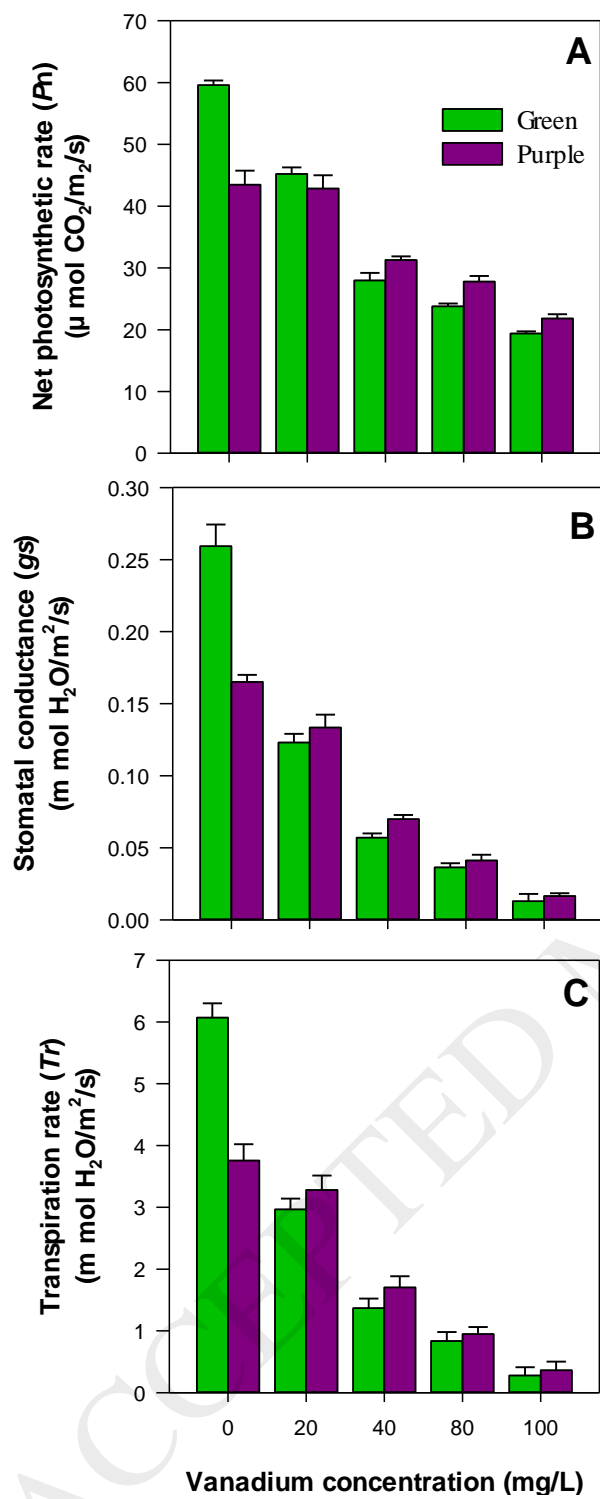 A
Net photosynthetic rate (Pn)
(µ mol CO₂/m₂/s)
70
60
50
40
30
20
10
0
Green
Purple
B
Stomatal conductance (gs)
(m mol H₂O/m²/s)
0.30
0.25
0.20
0.15
0.10
0.05
0.00
C
Transpiration rate (Tr)
(m mol H₂O/m²/s)
7
6
5
4
3
2
1
0
0 20 40 80 100
Vanadium concentration (mg/L)
ACCEPTED M